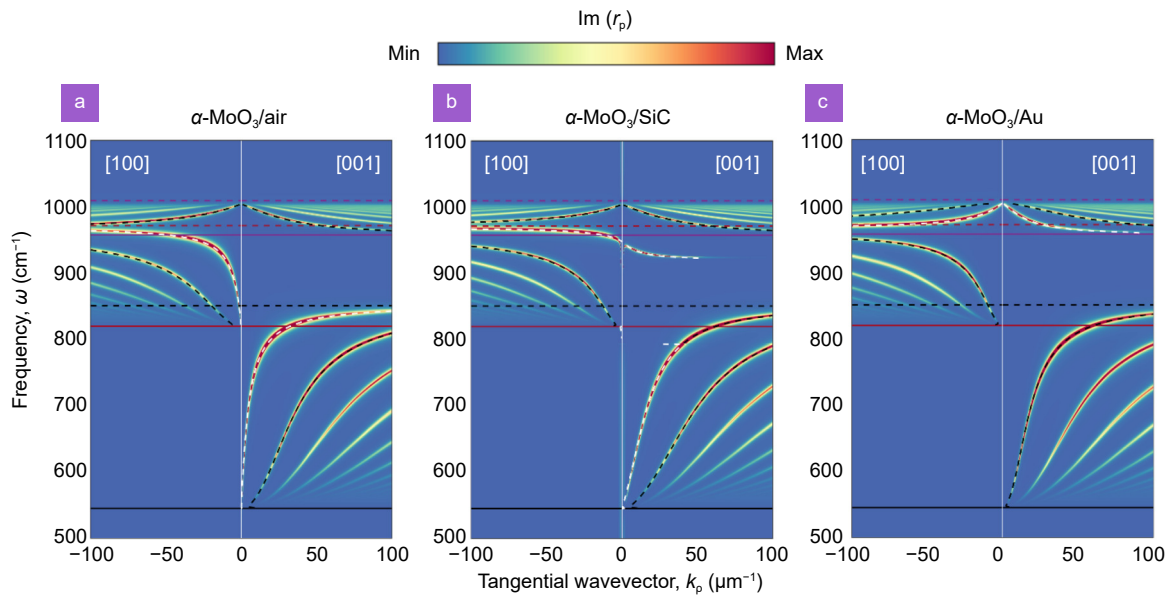 Im (rₚ)
Min Max
a b c
α-MoO₃/air α-MoO₃/SiC α-MoO₃/Au
[100] [001] [100] [001] [100] [001]
Frequency, ω (cm⁻¹)
1100 1100 1100
1000 1000 1000
900 900 900
800 800 800
700 700 700
600 600 600
500 500 500
−100 −50 0 50 100 −100 −50 0 50 100 −100 −50 0 50 100
Tangential wavevector, kᵨ (μm⁻¹)